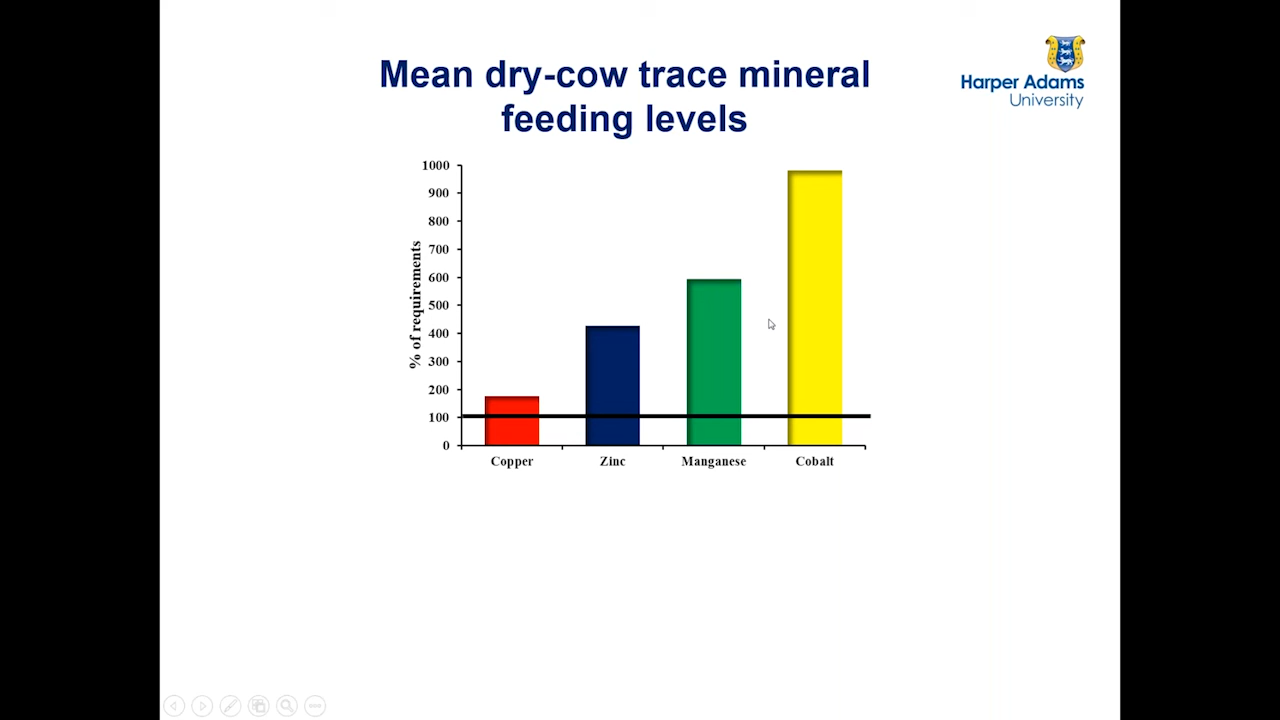 Mean dry-cow trace mineral
feeding levels
Harper Adams
University
% of requirements
1000
900
800
700
600
500
400
300
200
100
0
Copper
Zinc
Manganese
Cobalt